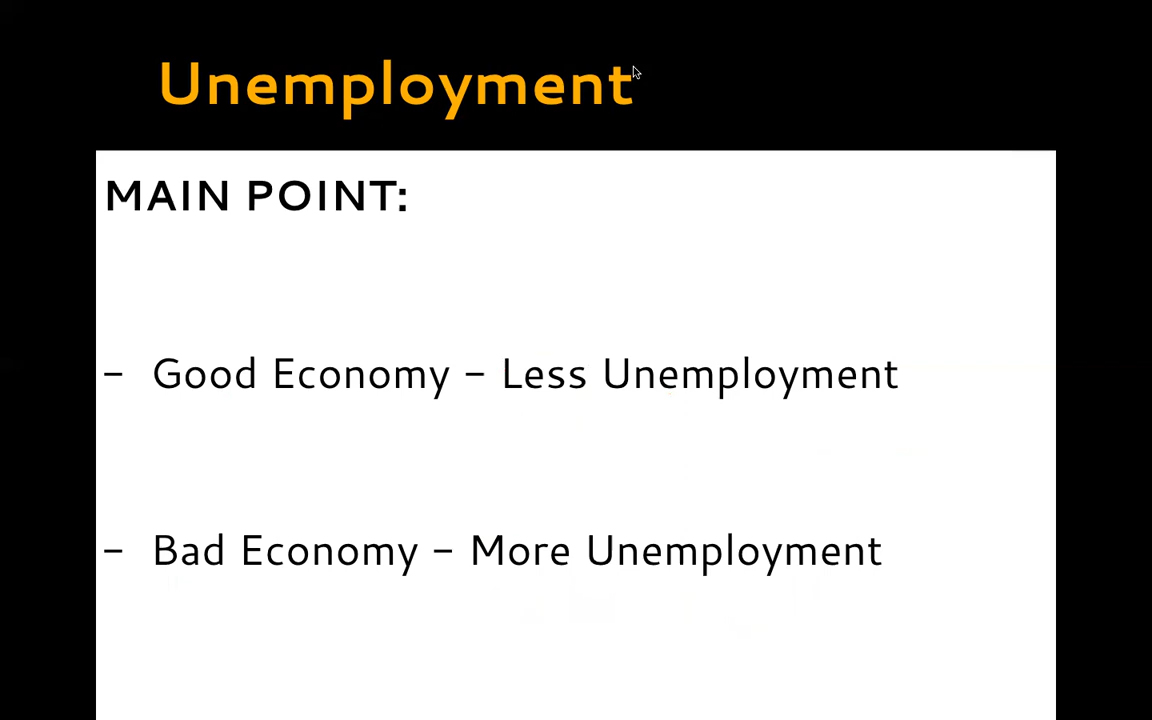 Unemployment
MAIN POINT:
- Good Economy - Less Unemployment
- Bad Economy - More Unemployment